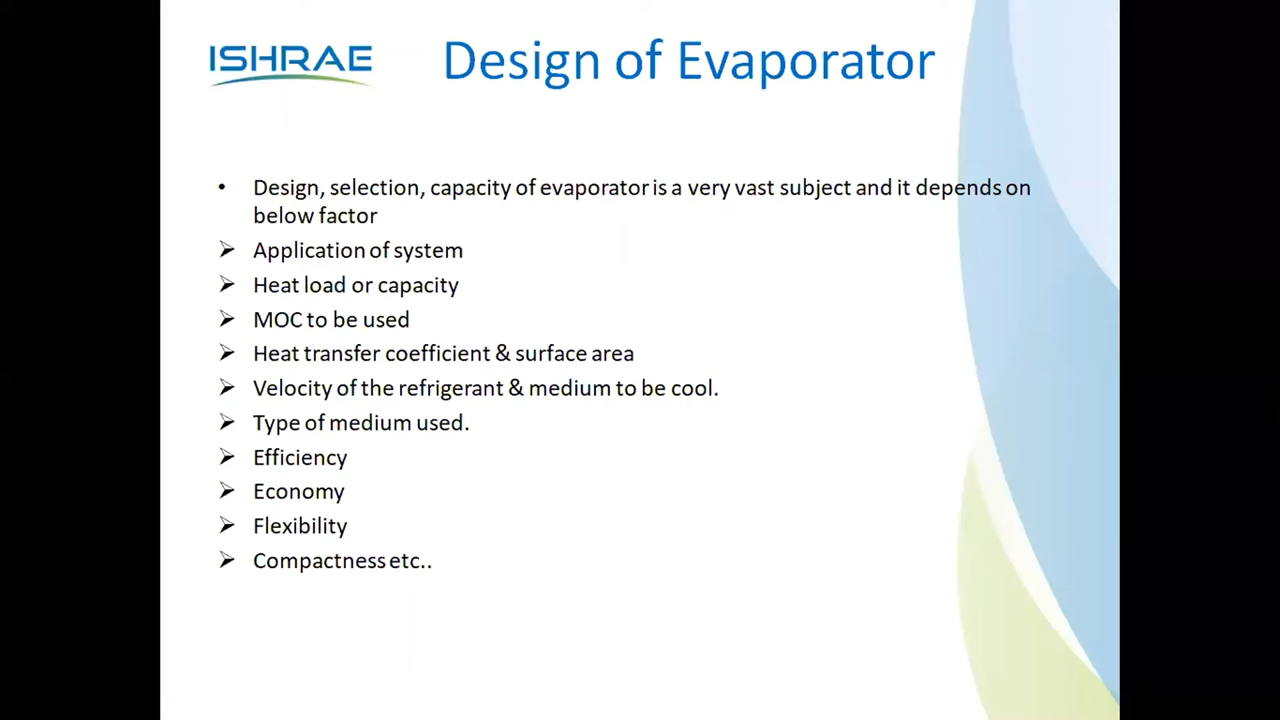 ISHRAE
Design of Evaporator
• Design, selection, capacity of evaporator is a very vast subject and it depends on
below factor
➢ Application of system
➢ Heat load or capacity
➢ MOC to be used
➢ Heat transfer coefficient & surface area
➢ Velocity of the refrigerant & medium to be cool.
➢ Type of medium used.
➢ Efficiency
➢ Economy
➢ Flexibility
➢ Compactness etc..